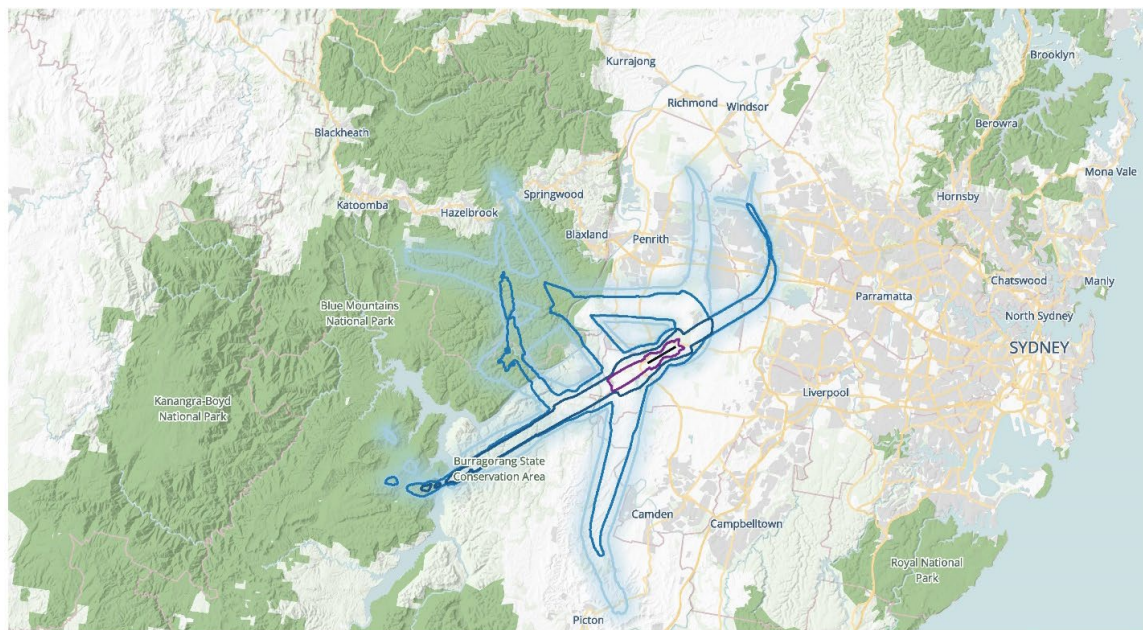 Brooklyn
Kurrajong
Richmond
Windsor
Berowra
Blackheath
Mona Vale
Springwood
Hornsby
Katoomba
Hazelbrook
Blaxland
Penrith
Chatswood
Manly
Parramatta
Blue Mountains
National Park
North Sydney
SYDNEY
Liverpool
Kanangra-Boyd
National Park
Burragorang State
Conservation Area
Camden
Campbelltown
Royal National
Park
Picton